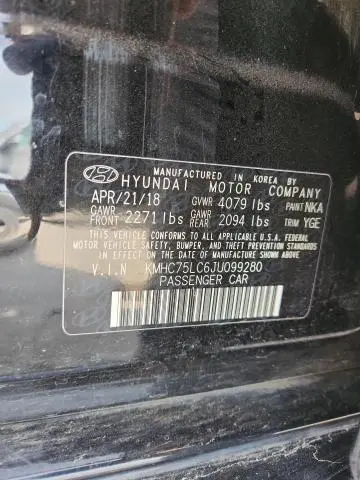 MANUFACTURED IN KOREA BY
HYUNDAI MOTOR COMPANY
APR/21/18 GVWR 4079 lbs PAINT NKA
GAWR FRONT 2271 lbs GAWR REAR 2094 lbs TRIM YGE
THIS VEHICLE CONFORMS TO ALL APPLICABLE U.S.A. FEDERAL
MOTOR VEHICLE SAFETY, BUMPER, AND THEFT PREVENTION STANDARDS
IN EFFECT ON THE DATE OF MANUFACTURE SHOWN ABOVE.
V.I.N KMHC75LC6JU099280
PASSENGER CAR